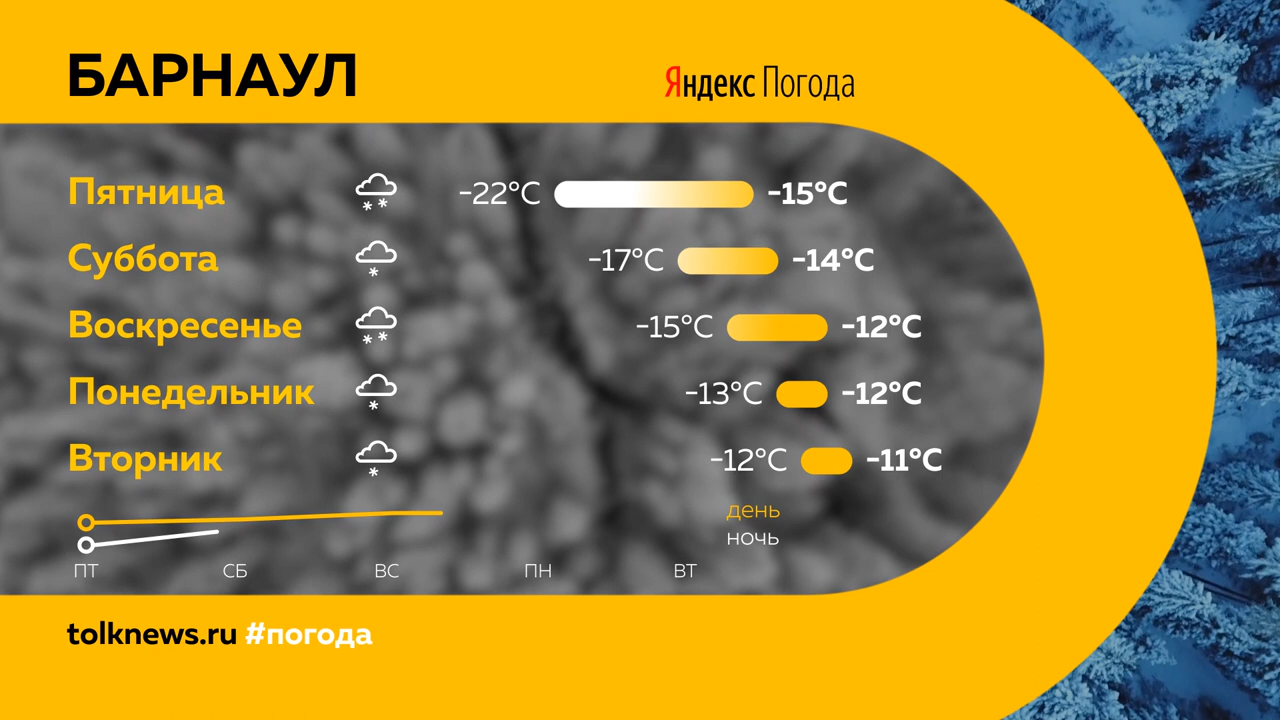 БАРНАУЛ
Яндекс Погода
Пятница -22°C -15°C
Суббота -17°C -14°C
Воскресенье -15°C -12°C
Понедельник -13°C -12°C
Вторник -12°C -11°C
день
ночь
ПТ СБ ВС ПН ВТ
tolknews.ru #погода